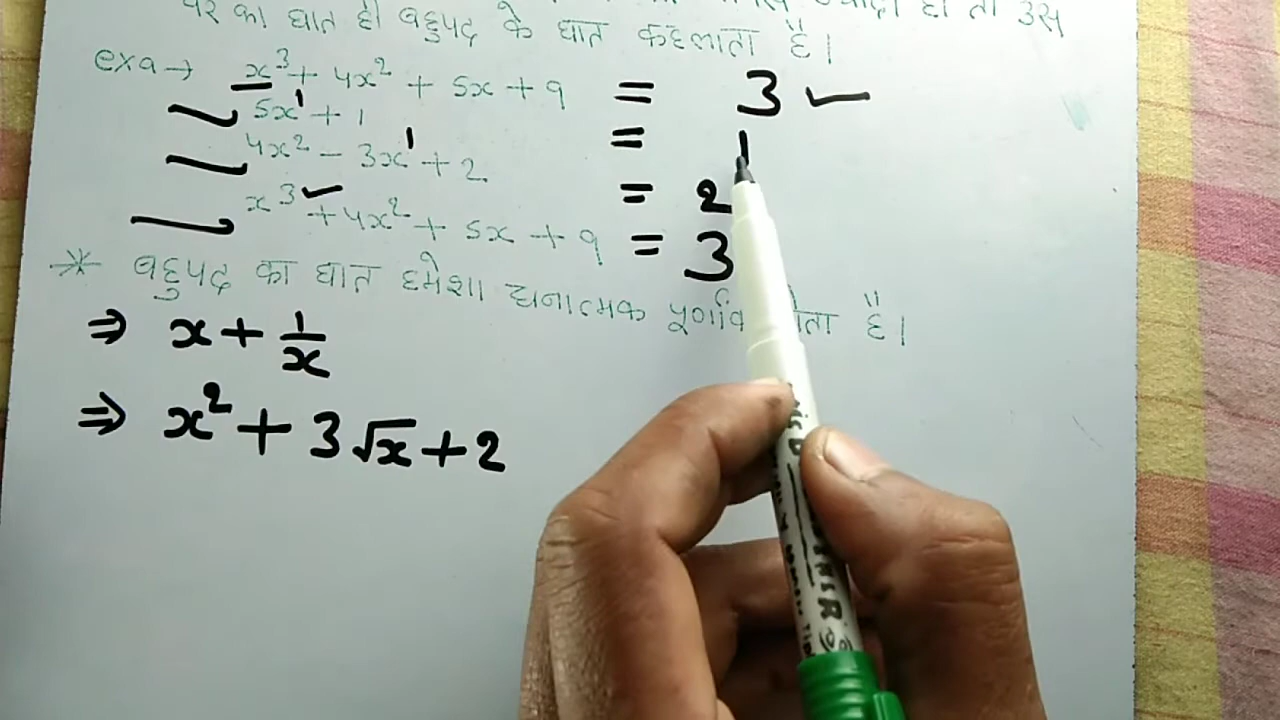 का घात ही बहुपद के घात कहलाता है।
exa→ x³ + 4x² + 5x + 9 = 3 ✓
5x¹ + 1 = 1
4x² - 3x¹ + 2. = 2
x³ ✓ + 4x² + 5x + 9 = 3
* बहुपद का घात हमेशा धनात्मक है।
⇒ x + 1/x
⇒ x² + 3√x + 2